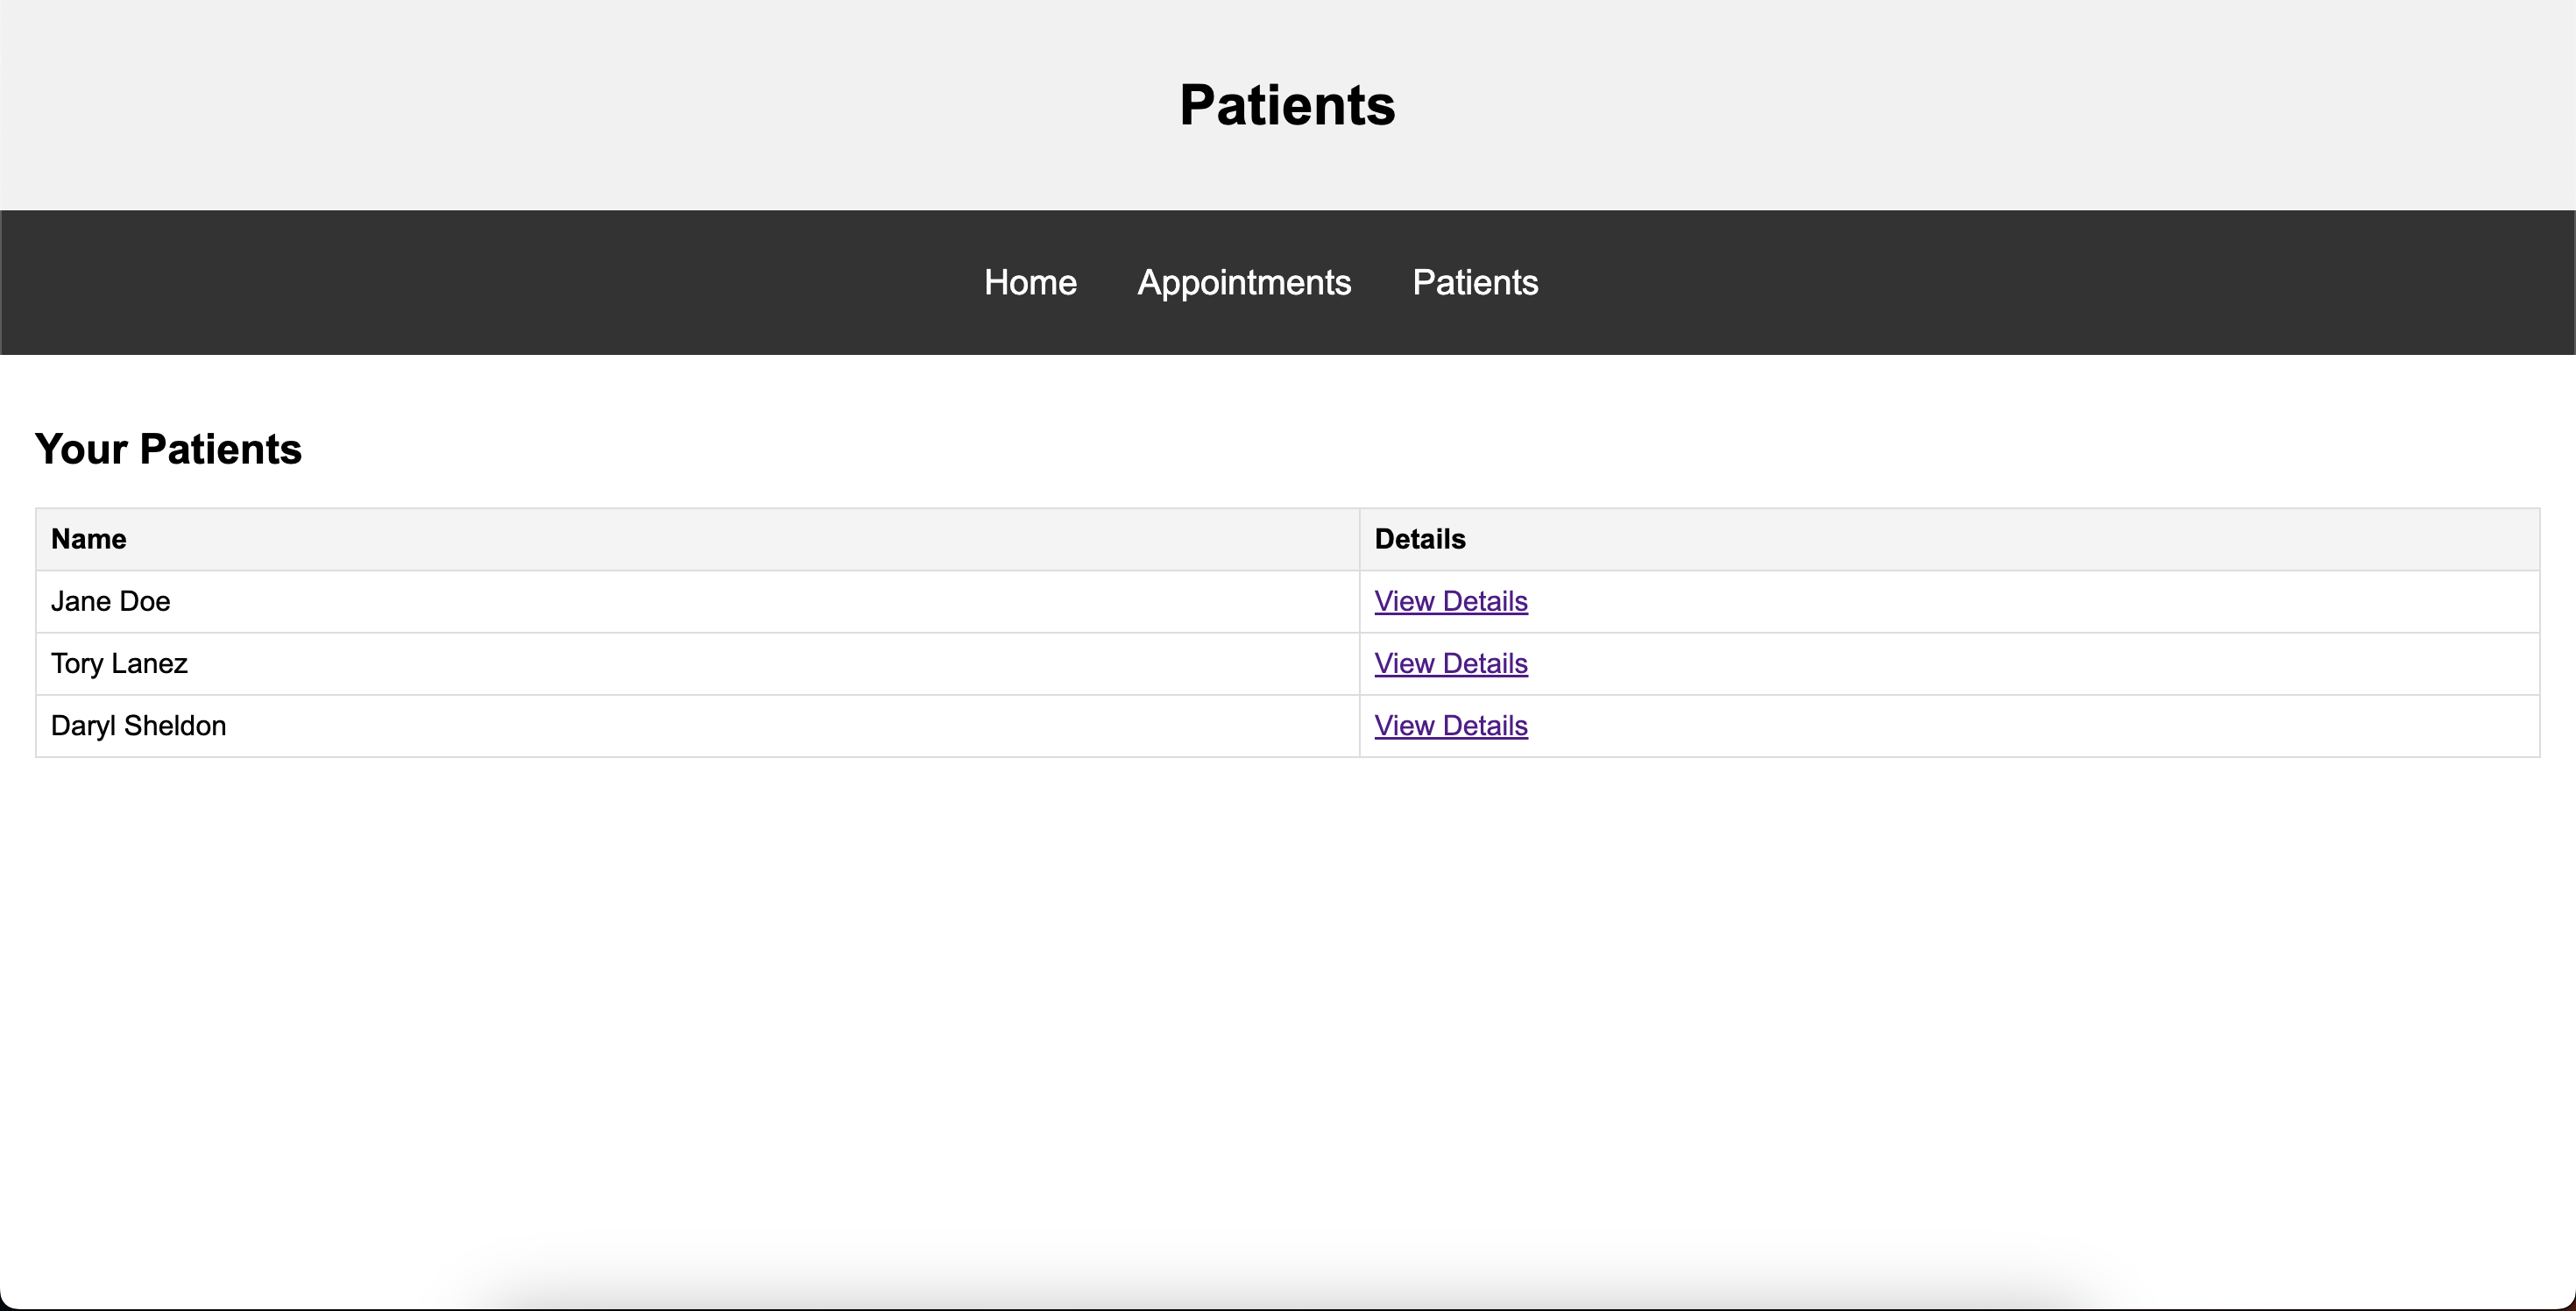 Patients
Home Appointments Patients
Your Patients
Name Details
Jane Doe View Details
Tory Lanez View Details
Daryl Sheldon View Details